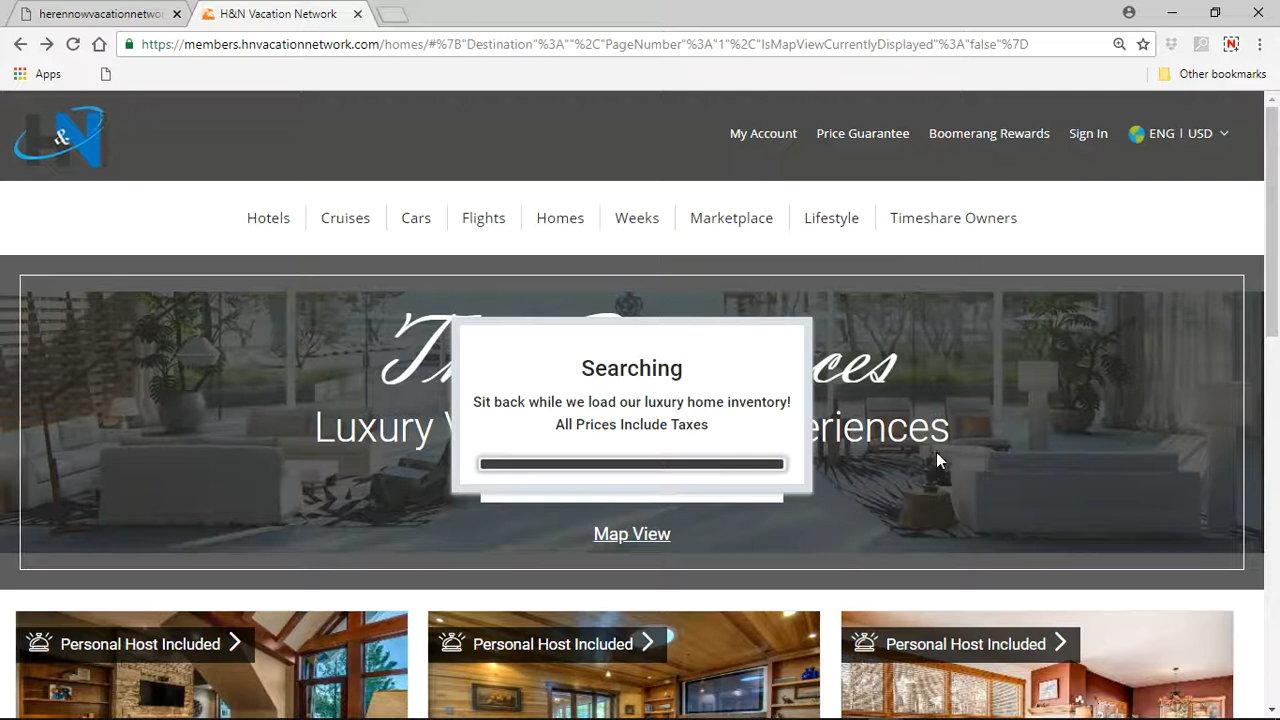 herennowvacationnetwo
H&N Vacation Network
https://members.hnvacationnetwork.com/homes/#%7B"Destination"%3A""%2C"PageNumber"%3A"1"%2C"IsMapViewCurrentlyDisplayed"%3A"false"%7D
Apps
Other bookmarks
H&N
My Account
Price Guarantee
Boomerang Rewards
Sign In
ENG | USD
Hotels
Cruises
Cars
Flights
Homes
Weeks
Marketplace
Lifestyle
Timeshare Owners
Searching
Sit back while we load our luxury home inventory!
All Prices Include Taxes
Luxury
Map View
Personal Host Included
Personal Host Included
Personal Host Included